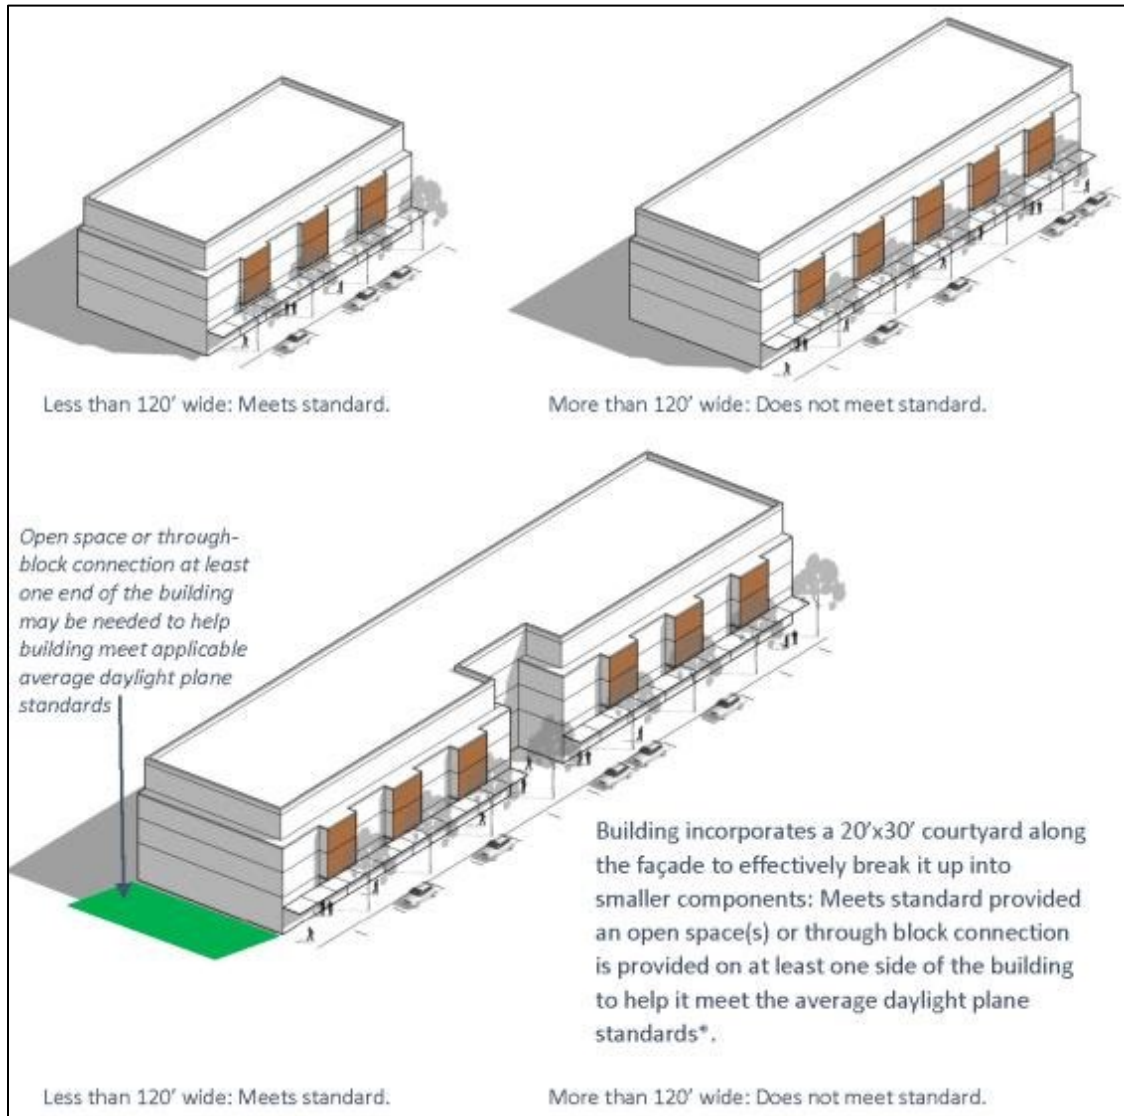 Less than 120’ wide: Meets standard.
More than 120’ wide: Does not meet standard.
Open space or through-
block connection at least
one end of the building
may be needed to help
building meet applicable
average daylight plane
standards
Building incorporates a 20’x30’ courtyard along
the façade to effectively break it up into
smaller components: Meets standard provided
an open space(s) or through block connection
is provided on at least one side of the building
to help it meet the average daylight plane
standards*.
Less than 120’ wide: Meets standard.
More than 120’ wide: Does not meet standard.